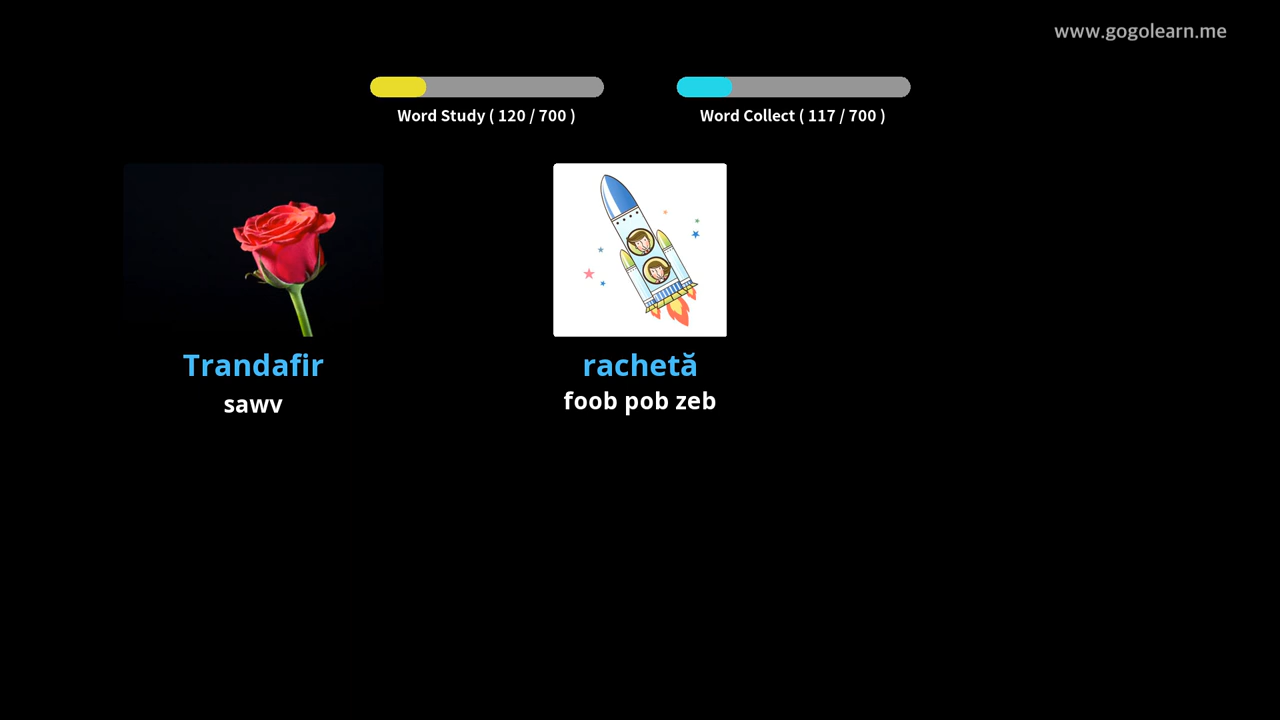 www.gogolearn.me
Word Study ( 120 / 700 )
Word Collect ( 117 / 700 )
Trandafir
sawv
rachetă
foob pob zeb